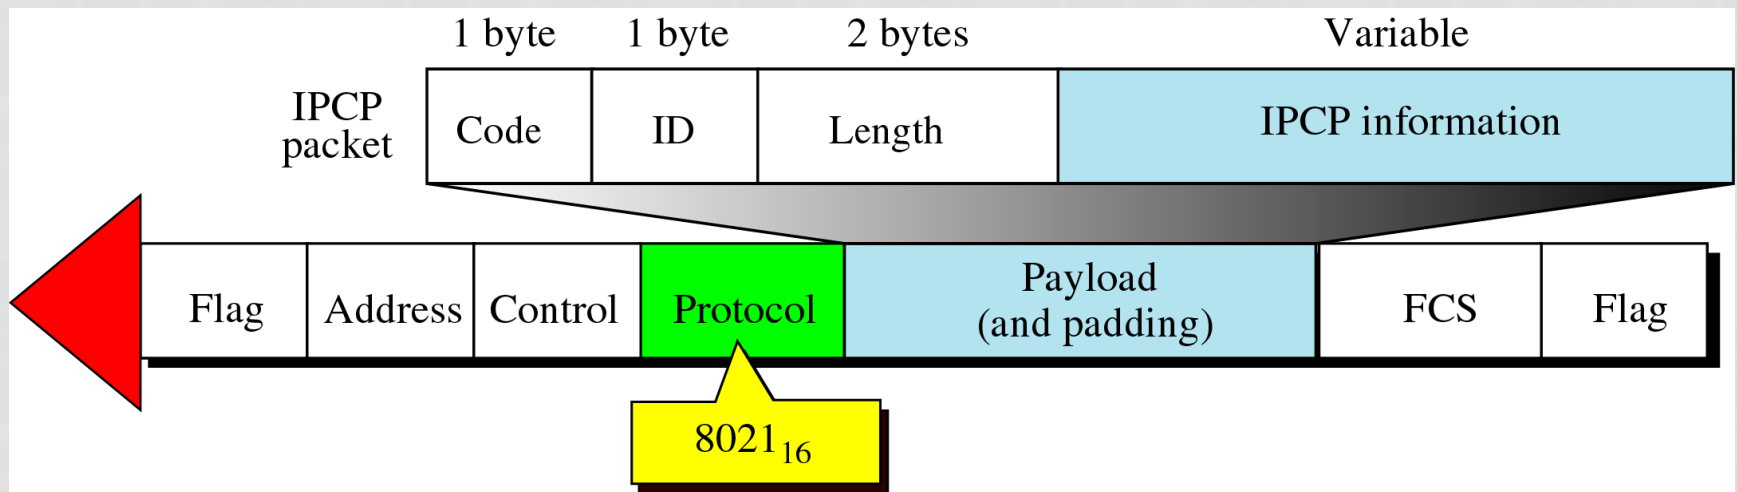 1 byte 1 byte 2 bytes Variable
IPCP
packet
Code ID Length IPCP information
Flag Address Control Protocol Payload
(and padding) FCS Flag
8021₁₆